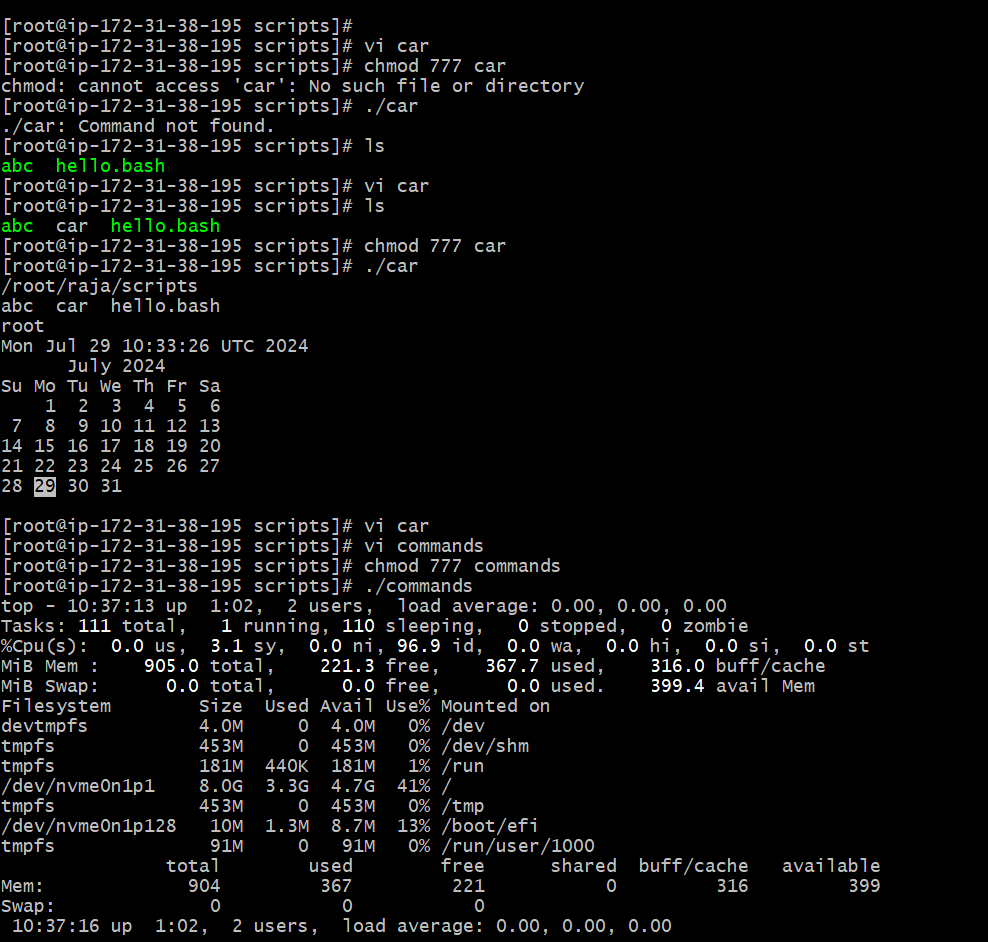 [root@ip-172-31-38-195 scripts]#
[root@ip-172-31-38-195 scripts]# vi car
[root@ip-172-31-38-195 scripts]# chmod 777 car
chmod: cannot access 'car': No such file or directory
[root@ip-172-31-38-195 scripts]# ./car
./car: Command not found.
[root@ip-172-31-38-195 scripts]# ls
abc  hello.bash
[root@ip-172-31-38-195 scripts]# vi car
[root@ip-172-31-38-195 scripts]# ls
abc  car  hello.bash
[root@ip-172-31-38-195 scripts]# chmod 777 car
[root@ip-172-31-38-195 scripts]# ./car
/root/raja/scripts
abc  car  hello.bash
root
Mon Jul 29 10:33:26 UTC 2024
      July 2024
Su Mo Tu We Th Fr Sa
    1  2  3  4  5  6
 7  8  9 10 11 12 13
14 15 16 17 18 19 20
21 22 23 24 25 26 27
28 29 30 31
[root@ip-172-31-38-195 scripts]# vi car
[root@ip-172-31-38-195 scripts]# vi commands
[root@ip-172-31-38-195 scripts]# chmod 777 commands
[root@ip-172-31-38-195 scripts]# ./commands
top - 10:37:13 up  1:02,  2 users,  load average: 0.00, 0.00, 0.00
Tasks: 111 total,   1 running, 110 sleeping,   0 stopped,   0 zombie
%Cpu(s):  0.0 us,  3.1 sy,  0.0 ni, 96.9 id,  0.0 wa,  0.0 hi,  0.0 si,  0.0 st
MiB Mem :    905.0 total,    221.3 free,    367.7 used,    316.0 buff/cache
MiB Swap:      0.0 total,      0.0 free,      0.0 used.    399.4 avail Mem
Filesystem        Size  Used Avail Use% Mounted on
devtmpfs          4.0M     0  4.0M   0% /dev
tmpfs             453M     0  453M   0% /dev/shm
tmpfs             181M  440K  181M   1% /run
/dev/nvme0n1p1    8.0G  3.3G  4.7G  41% /
tmpfs             453M     0  453M   0% /tmp
/dev/nvme0n1p128   10M  1.3M  8.7M  13% /boot/efi
tmpfs              91M     0   91M   0% /run/user/1000
               total        used        free      shared  buff/cache   available
Mem:             904         367         221           0         316         399
Swap:              0           0           0
 10:37:16 up  1:02,  2 users,  load average: 0.00, 0.00, 0.00